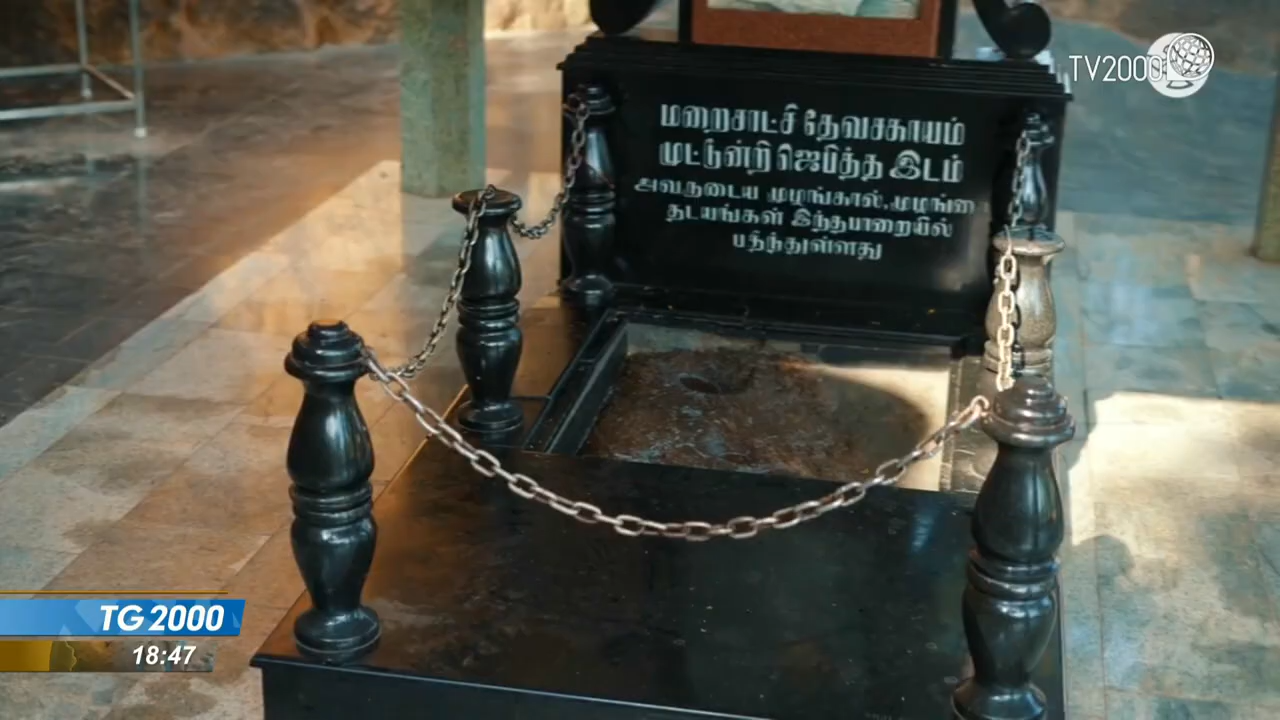 TV2000
மறைசாட்சி தேவசகாயம்
முட்டூன்றி ஜெபித்த இடம்
அவருடைய முழங்கால், முழங்கை
தடயங்கள் இந்தபாறையில்
பதிந்துள்ளது
TG 2000
18:47